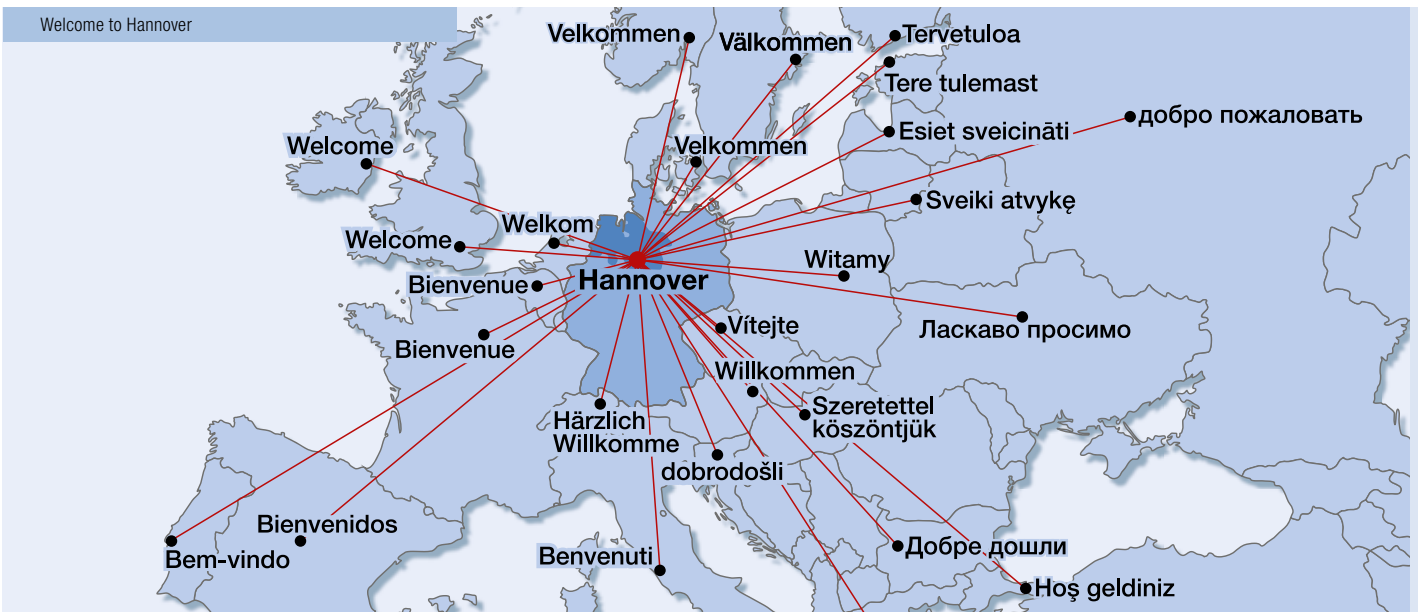 Welcome to Hannover
Velkommen
Välkommen
Tervetuloa
Tere tulemast
добро пожаловать
Esiet sveicināti
Welcome
Velkommen
Sveiki atvykę
Welkom
Welcome
Witamy
Bienvenue
Hannover
Ласкаво просимо
Vítejte
Bienvenue
Willkommen
Härzlich
Willkomme
Szeretettel
köszöntjük
dobrodošli
Bienvenidos
Bem-vindo
Benvenuti
Добре дошли
Hoş geldiniz